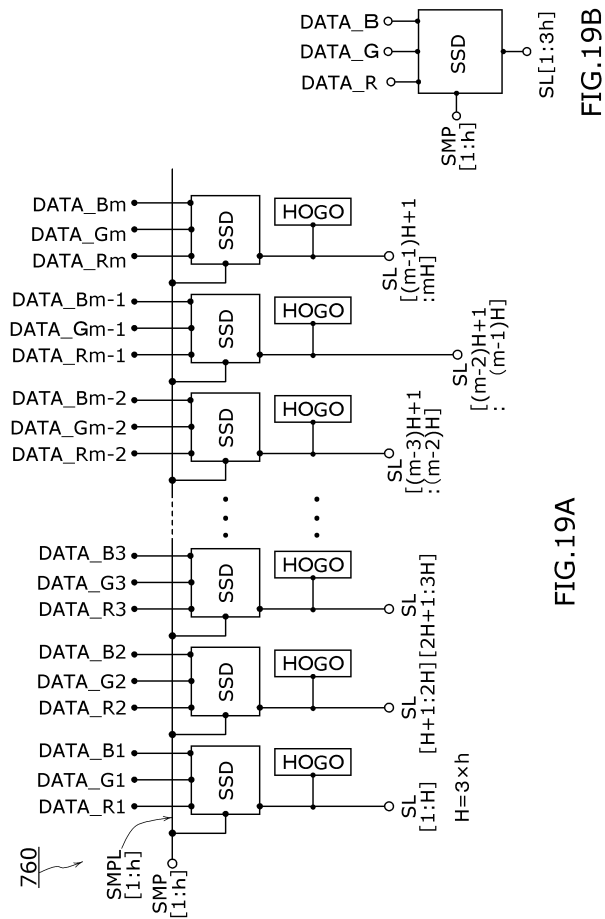 DATA_B
DATA_G
DATA_R
SSD
SMP
[1:h]
SL[1:3h]
FIG.19B
DATA_Bm
DATA_Gm
DATA_Rm
SSD
HOGO
SL
[(m-1)H+1
:mH]
DATA_Bm-1
DATA_Gm-1
DATA_Rm-1
SSD
HOGO
SL
[(m-2)H+1
:(m-1)H]
DATA_Bm-2
DATA_Gm-2
DATA_Rm-2
SSD
HOGO
SL
[(m-3)H+1
:(m-2)H]
DATA_B3
DATA_G3
DATA_R3
SSD
HOGO
SL
[2H+1:3H]
DATA_B2
DATA_G2
DATA_R2
SSD
HOGO
SL
[H+1:2H]
DATA_B1
DATA_G1
DATA_R1
SSD
HOGO
SL
[1:H]
H=3×h
760
SMPL
[1:h]
SMP
[1:h]
FIG.19A